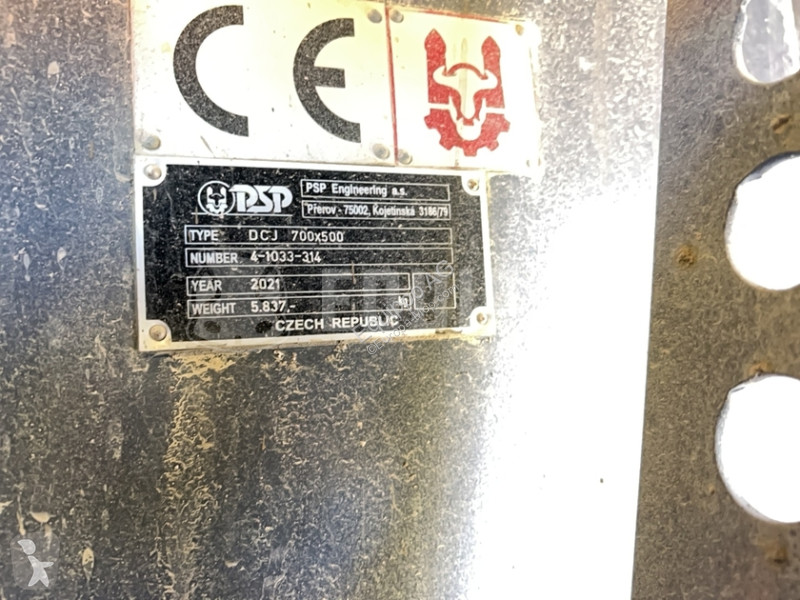 CE
PSP
PSP Engineering a.s.
Přerov - 75002, Kojetínská 3186/79
TYPE DCJ 700x500
NUMBER 4-1033-314
YEAR 2021
WEIGHT 5.837,- kg
CZECH REPUBLIC